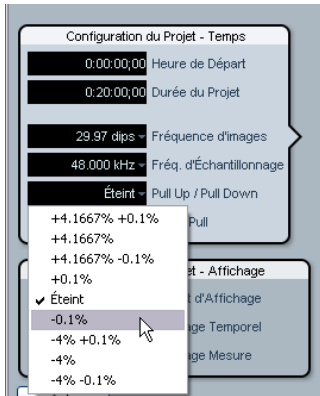 Configuration du Projet - Temps
0:00:00;00 Heure de Départ
0:20:00;00 Durée du Projet
29.97 dips Fréquence d'images
48.000 kHz Fréq. d'Échantillonnage
Éteint Pull Up / Pull Down
+4.1667% +0.1% Pull
+4.1667%
+4.1667% -0.1%
+0.1% - Affichage
Éteint d'Affichage
-0.1% Temporel
-4% +0.1% Mesure
-4%
-4% -0.1%